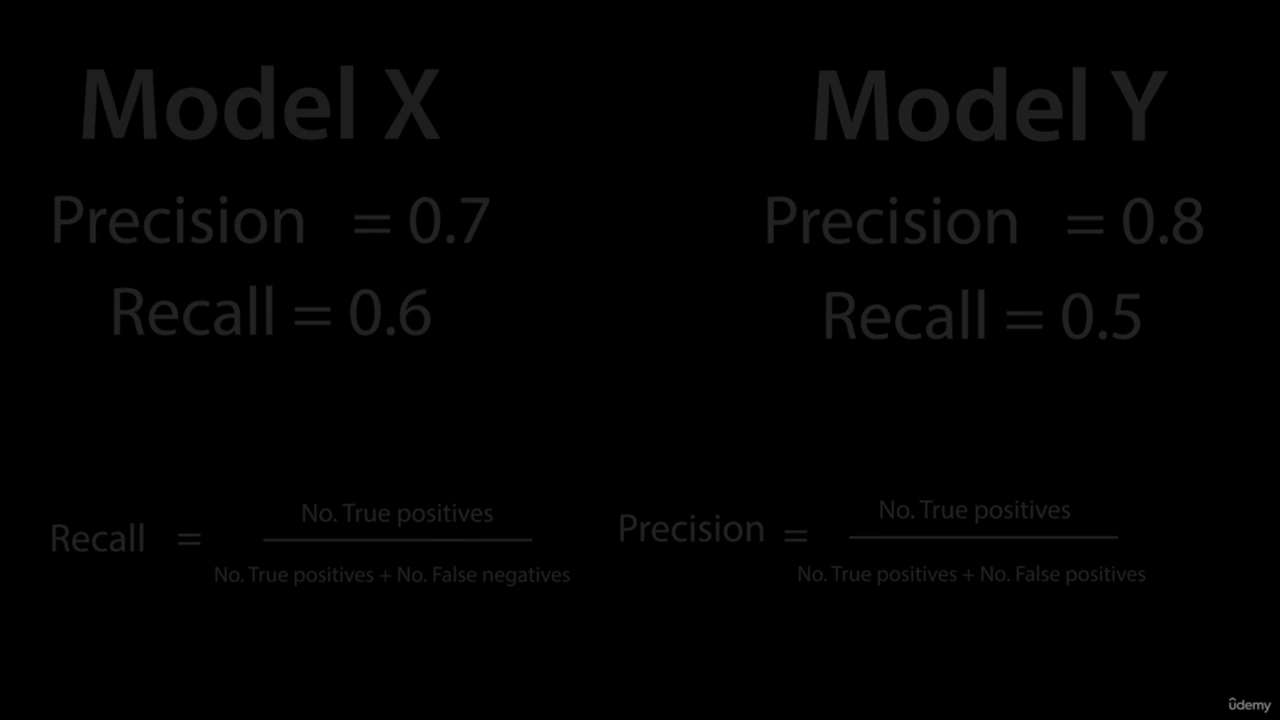 Model X
Precision = 0.7
Recall = 0.6
Model Y
Precision = 0.8
Recall = 0.5
Recall = No. True positives
No. True positives + No. False negatives
Precision = No. True positives
No. True positives + No. False positives
ûdemy